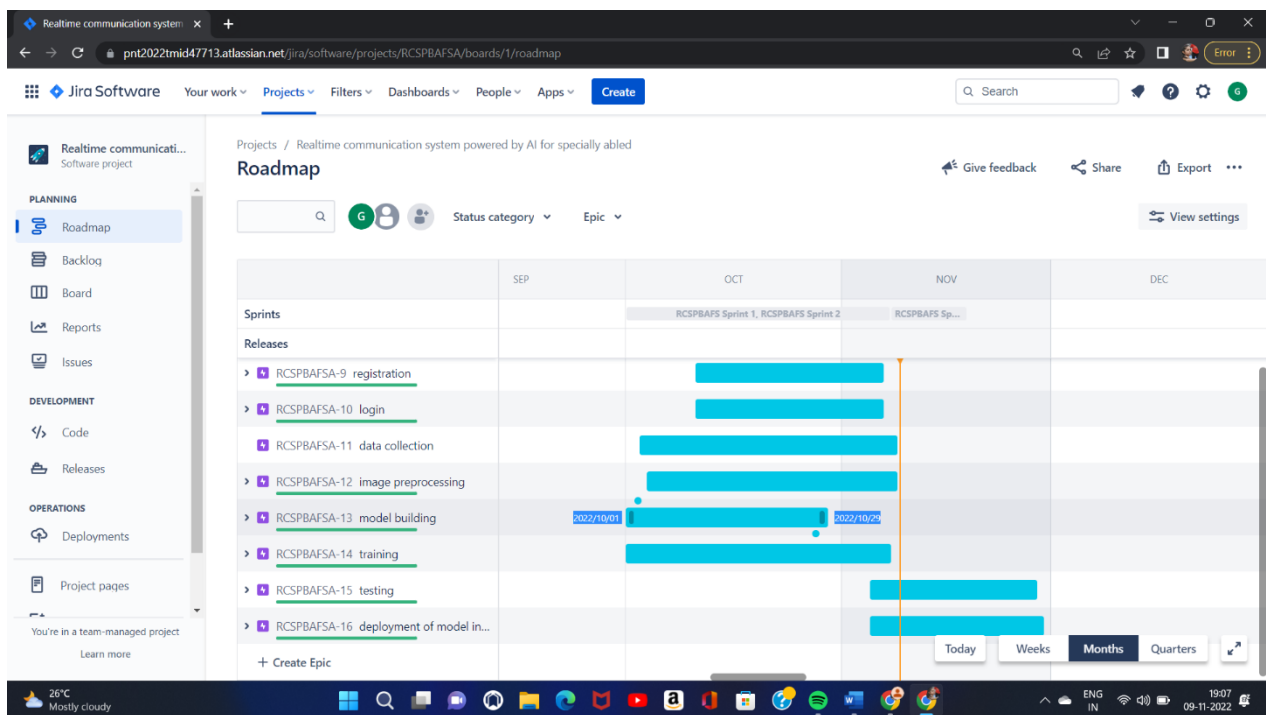 Realtime communication system
pnt2022tmid47713.atlassian.net/jira/software/projects/RCSPBAFSA/boards/1/roadmap
Error
Jira Software
Your work
Projects
Filters
Dashboards
People
Apps
Create
Search
G
Realtime communicati...
Software project
PLANNING
Roadmap
Backlog
Board
Reports
Issues
DEVELOPMENT
Code
Releases
OPERATIONS
Deployments
Project pages
You're in a team-managed project
Learn more
Projects / Realtime communication system powered by AI for specially abled
Roadmap
Give feedback
Share
Export
G
Status category
Epic
View settings
SEP
OCT
NOV
DEC
Sprints
RCSPBAFS Sprint 1, RCSPBAFS Sprint 2
RCSPBAFS Sp...
Releases
RCSPBAFSA-9 registration
RCSPBAFSA-10 login
RCSPBAFSA-11 data collection
RCSPBAFSA-12 image preprocessing
RCSPBAFSA-13 model building
2022/10/01
2022/10/29
RCSPBAFSA-14 training
RCSPBAFSA-15 testing
RCSPBAFSA-16 deployment of model in...
+ Create Epic
Today
Weeks
Months
Quarters
26°C
Mostly cloudy
ENG
IN
19:07
09-11-2022